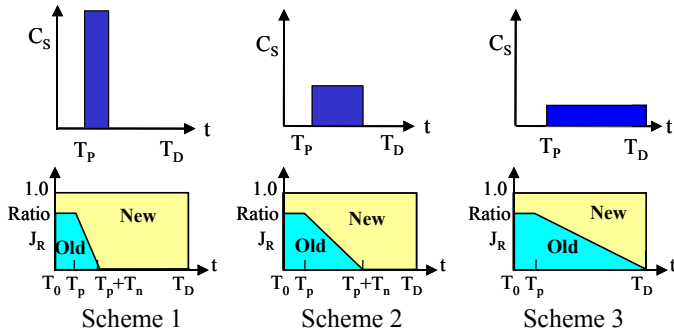 C_S
t
T_P
T_D
C_S
t
T_P
T_D
C_S
t
T_P
T_D
1.0
Ratio
J_R
New
Old
t
T_0
T_p
T_p+T_n
T_D
1.0
Ratio
J_R
New
Old
t
T_0
T_p
T_p+T_n
T_D
1.0
Ratio
J_R
New
Old
t
T_0
T_p
T_D
Scheme 1
Scheme 2
Scheme 3